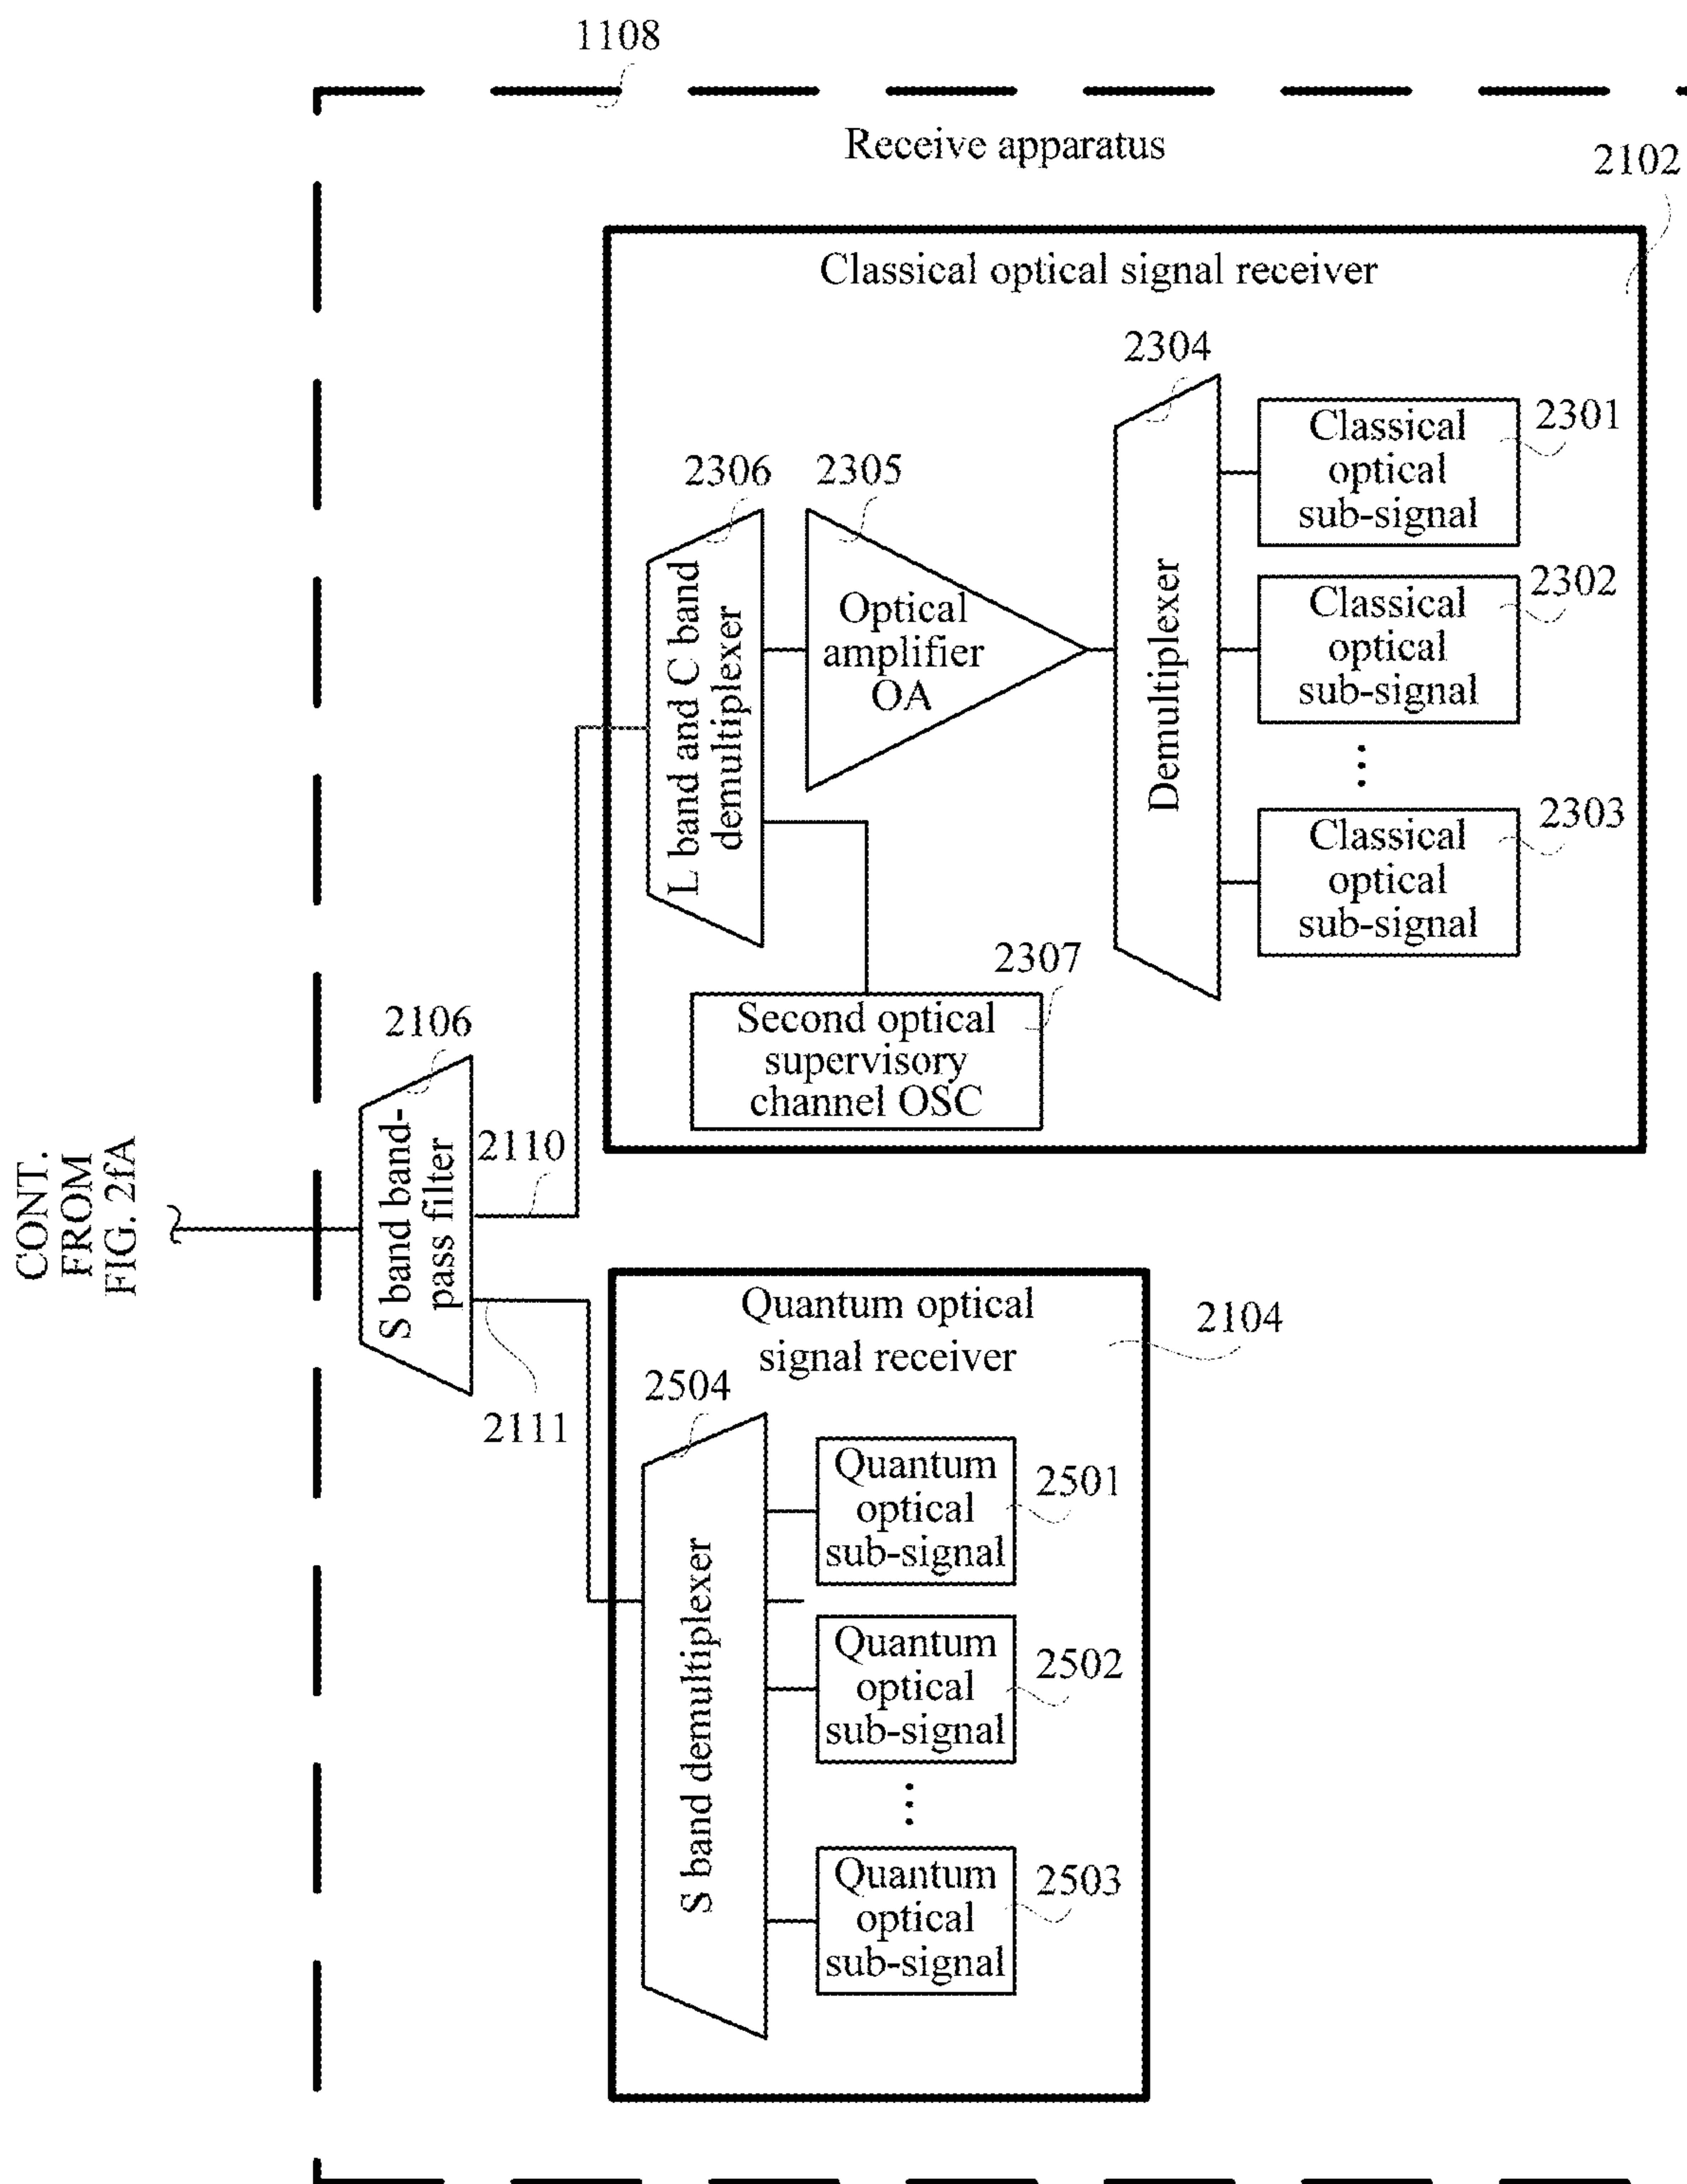 1108
Receive apparatus
2102
Classical optical signal receiver
2304
2301
Classical
optical
sub-signal
2306
2305
2302
Classical
optical
sub-signal
L band and C band
demultiplexer
Optical
amplifier
OA
Demultiplexer
...
2303
Classical
optical
sub-signal
2307
Second optical
supervisory
channel OSC
2106
S band band-
pass filter
2110
CONT.
FROM
FIG. 2fA
2111
Quantum optical
signal receiver
2104
2504
S band demultiplexer
Quantum
optical
sub-signal
2501
Quantum
optical
sub-signal
2502
...
Quantum
optical
sub-signal
2503